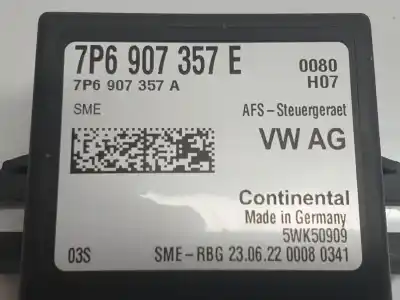 7P6 907 357 E
0080
7P6 907 357 A
H07
SME
AFS-Steuergeraet
VW AG
Continental
Made in Germany
5WK50909
03S
SME-RBG 23.06.22 0008 0341